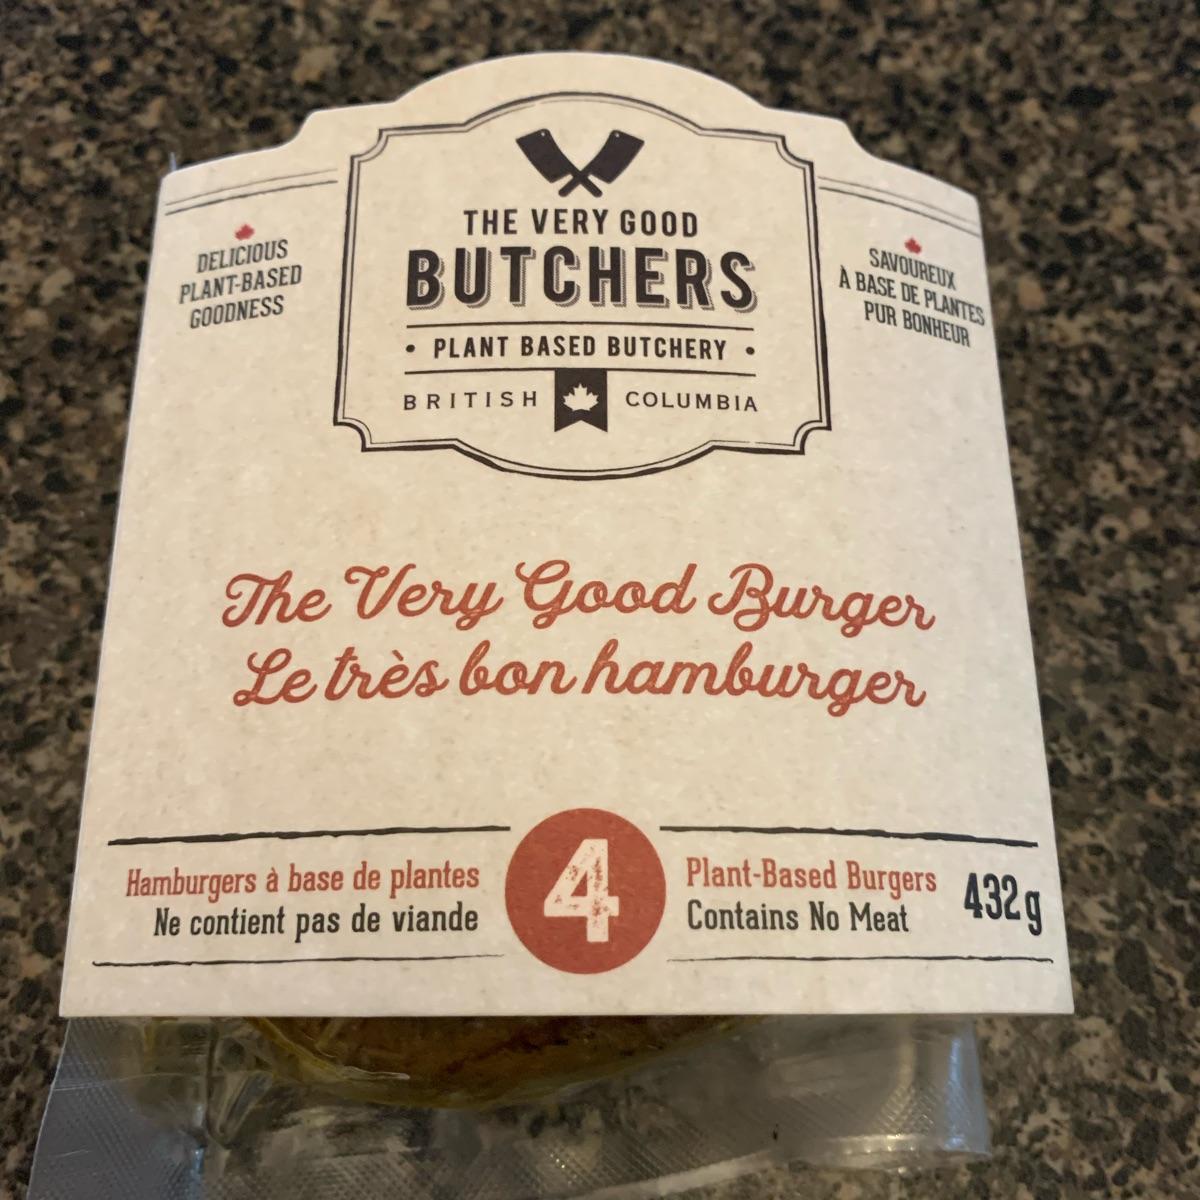 THE VERY GOOD
BUTCHERS
• PLANT BASED BUTCHERY •
BRITISH COLUMBIA
DELICIOUS
PLANT-BASED
GOODNESS
SAVOUREUX
À BASE DE PLANTES
PUR BONHEUR
The Very Good Burger
Le très bon hamburger
Hamburgers à base de plantes
Ne contient pas de viande
4
Plant-Based Burgers
Contains No Meat
432 g